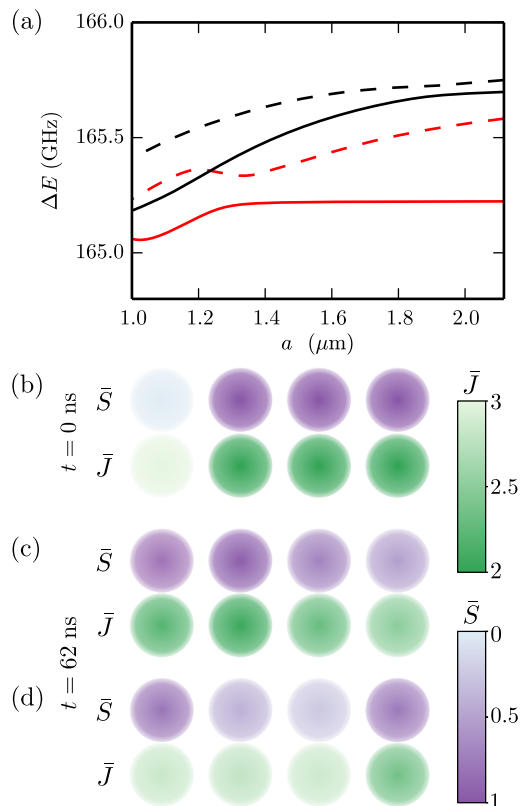 (a)
166.0
165.5
165.0
ΔE (GHz)
1.0 1.2 1.4 1.6 1.8 2.0
a (μm)
(b)
t = 0 ns
S̄
J̄
J̄
3
2.5
2
(c)
t = 62 ns
S̄
J̄
(d)
S̄
J̄
S̄
0
0.5
1